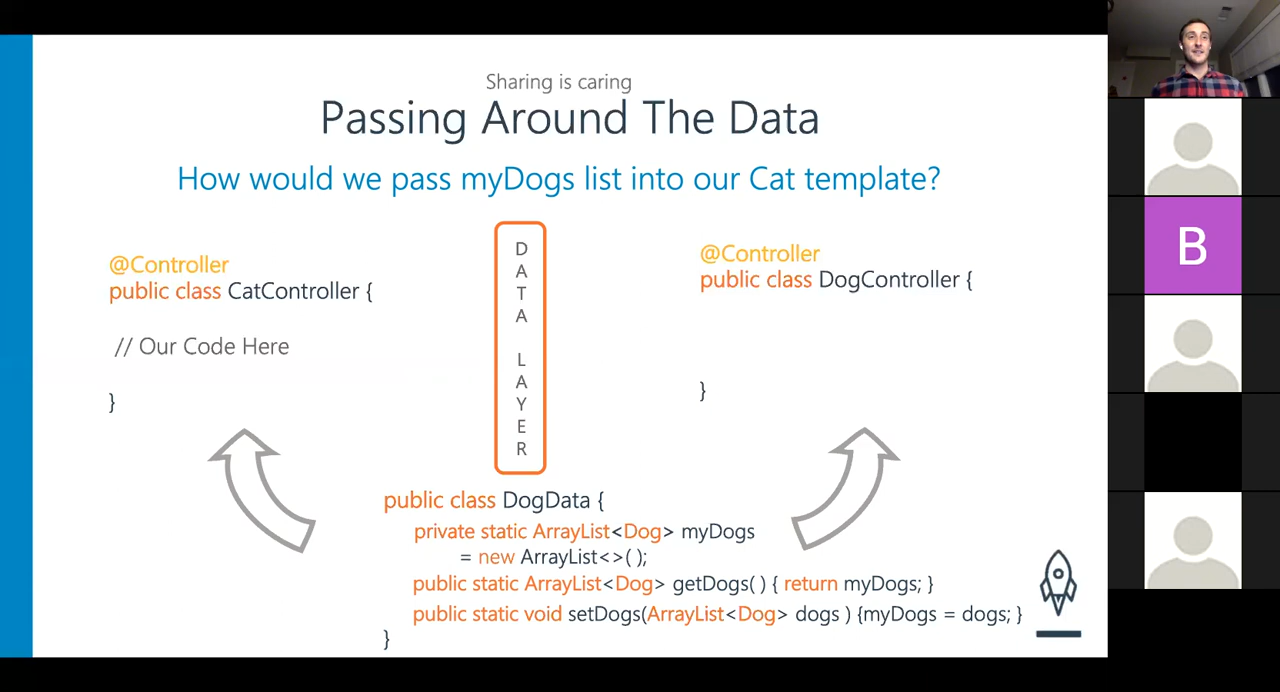 Sharing is caring
Passing Around The Data
How would we pass myDogs list into our Cat template?
@Controller
public class CatController {
// Our Code Here
}
D
A
T
A
L
A
Y
E
R
@Controller
public class DogController {
}
public class DogData {
private static ArrayList<Dog> myDogs
= new ArrayList<>( );
public static ArrayList<Dog> getDogs( ) { return myDogs; }
public static void setDogs(ArrayList<Dog> dogs ) {myDogs = dogs; }
}
B